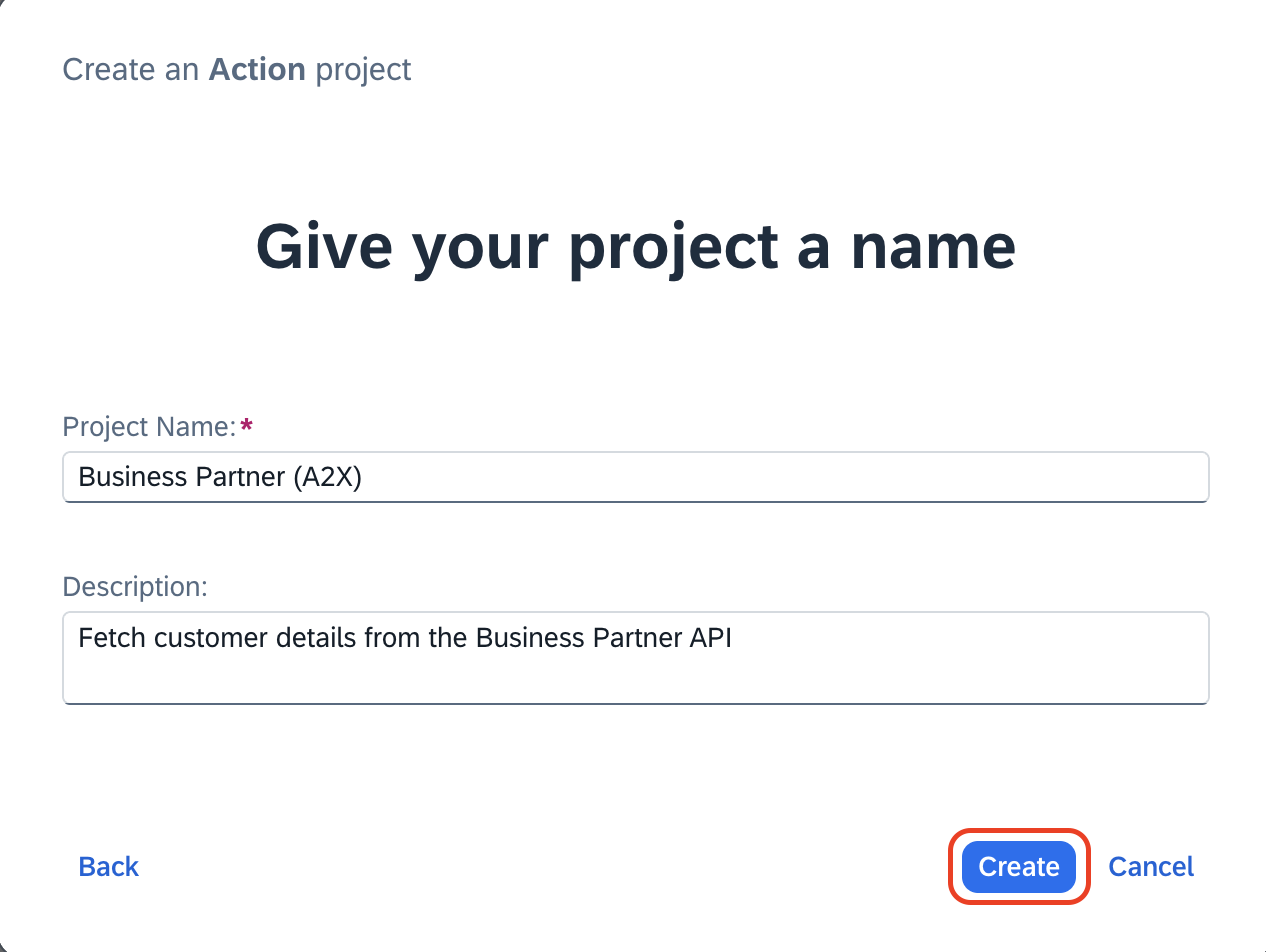 Create an Action project
Give your project a name
Project Name:*
Business Partner (A2X)
Description:
Fetch customer details from the Business Partner API
Back
Create
Cancel